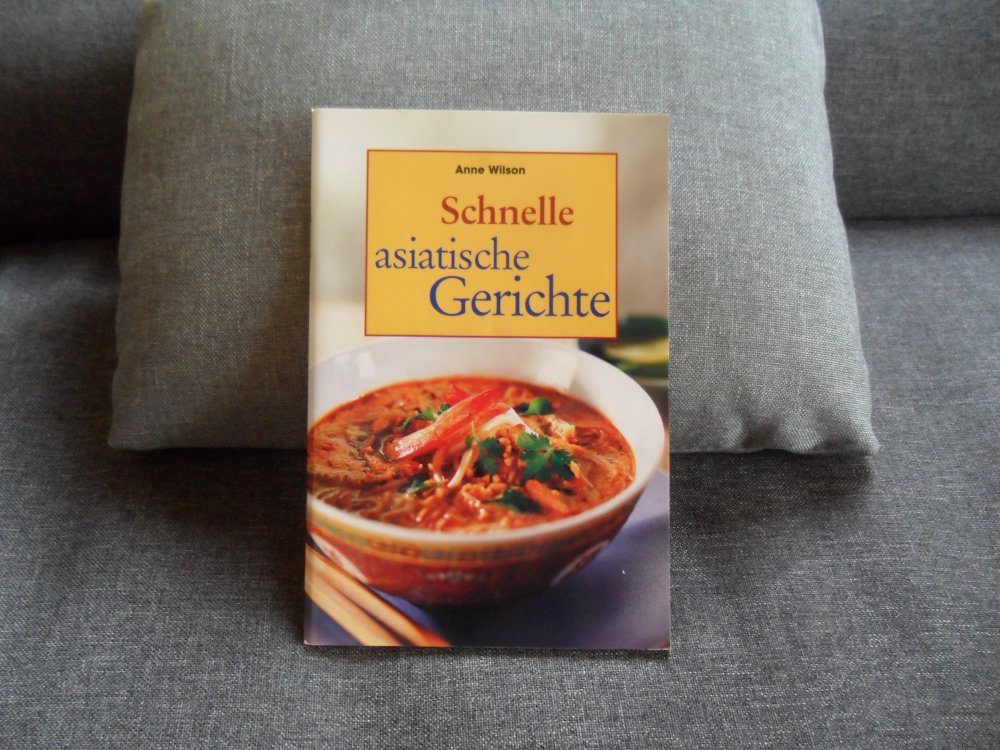 Anne Wilson
Schnelle
asiatische
Gerichte